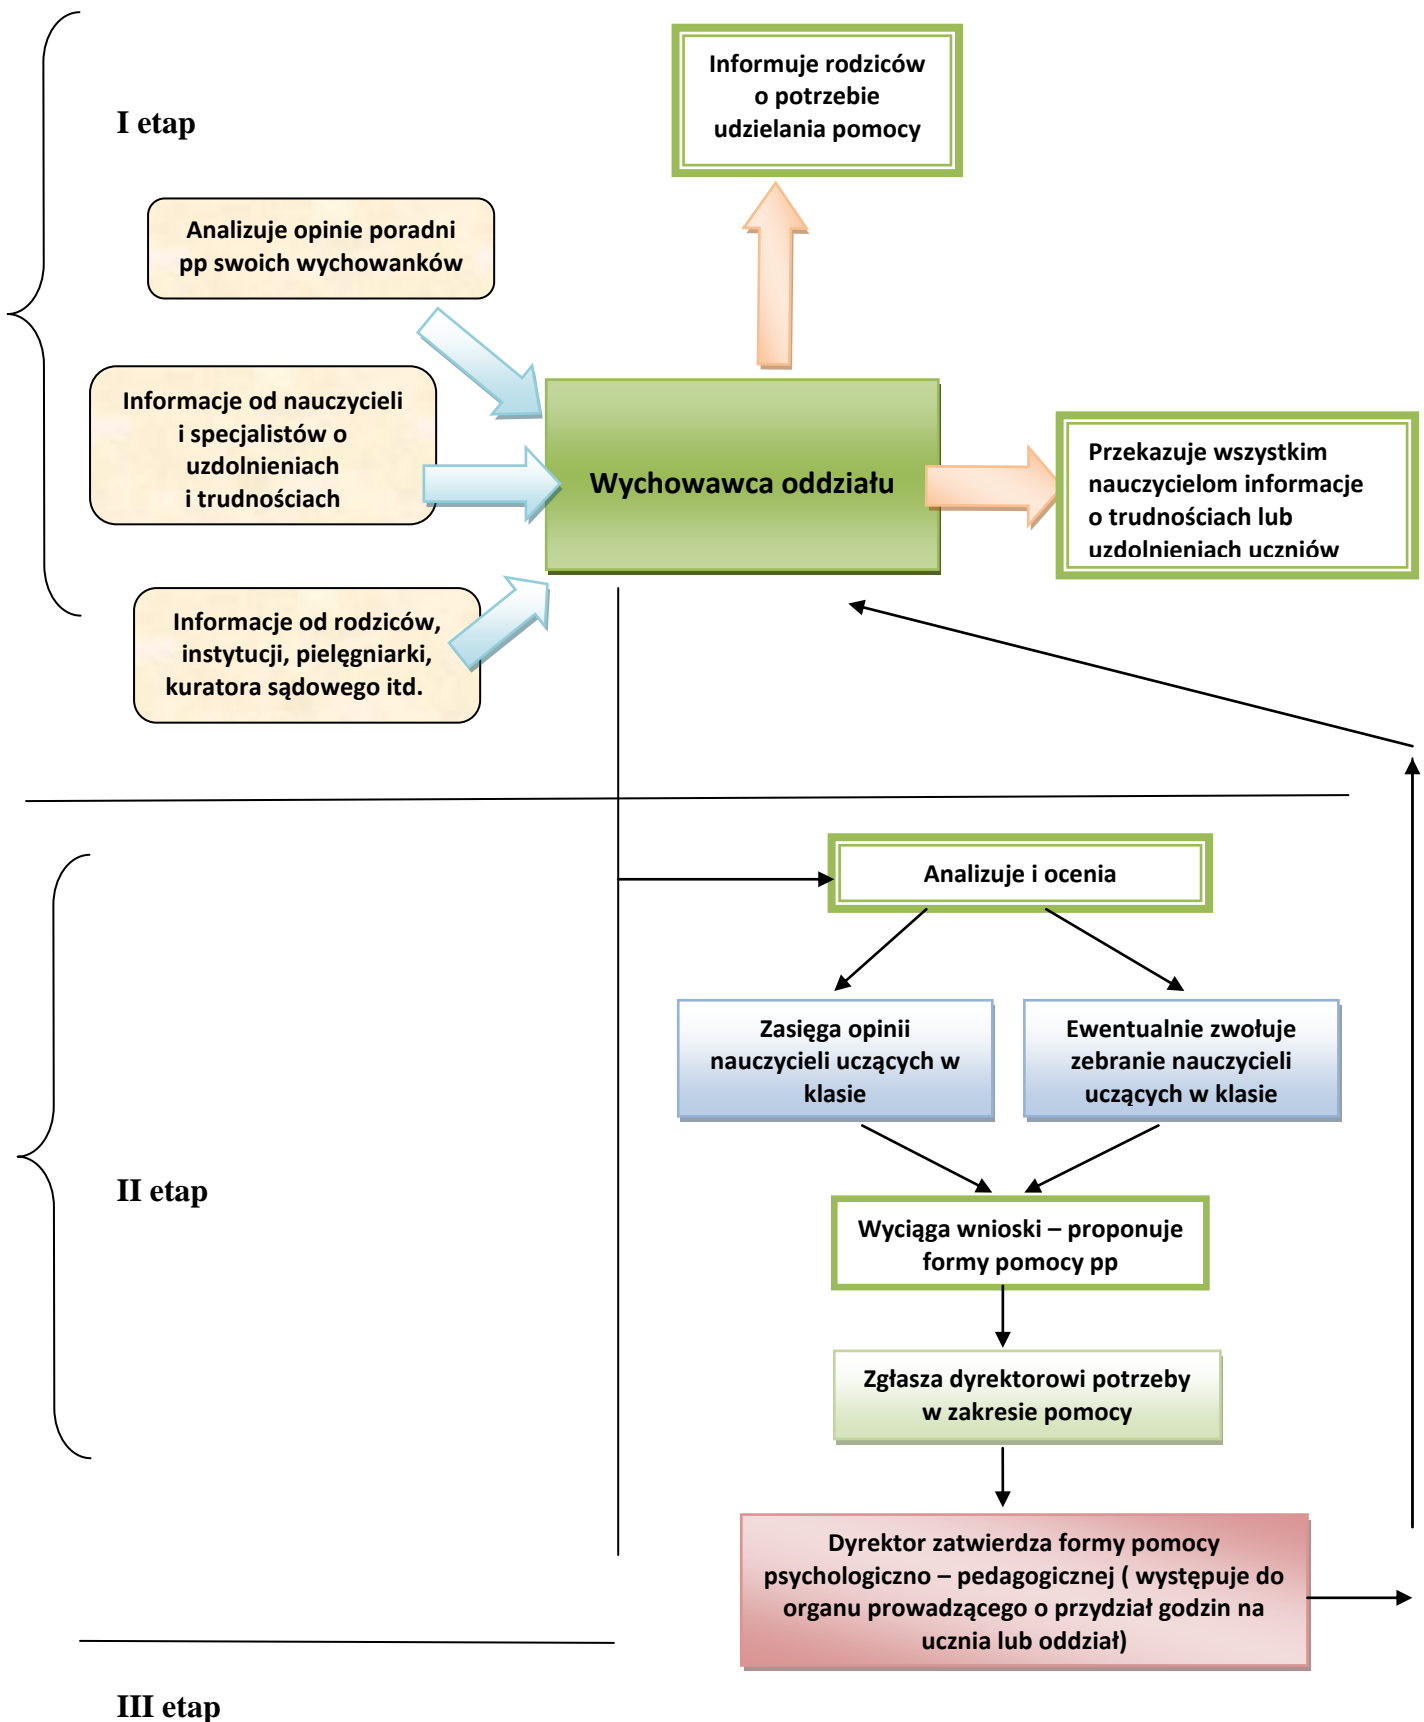 Informuje rodziców
o potrzebie
udzielania pomocy
I etap
Analizuje opinie poradni
pp swoich wychowanków
Informacje od nauczycieli
i specjalistów o
uzdolnieniach
i trudnościach
Wychowawca oddziału
Przekazuje wszystkim
nauczycielom informacje
o trudnościach lub
uzdolnieniach uczniów
Informacje od rodziców,
instytucji, pielęgniarki,
kuratora sądowego itd.
Analizuje i ocenia
Zasięga opinii
nauczycieli uczących w
klasie
Ewentualnie zwołuje
zebranie nauczycieli
uczących w klasie
II etap
Wyciąga wnioski – proponuje
formy pomocy pp
Zgłasza dyrektorowi potrzeby
w zakresie pomocy
Dyrektor zatwierdza formy pomocy
psychologiczno – pedagogicznej ( występuje do
organu prowadzącego o przydział godzin na
ucznia lub oddział)
III etap